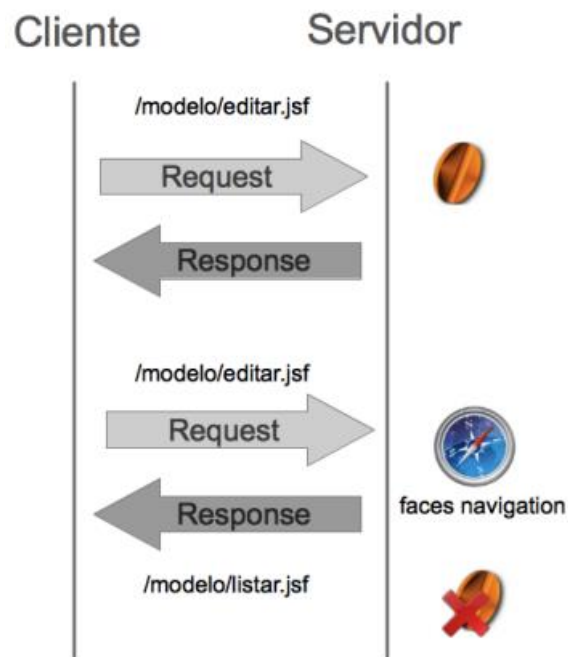 Cliente
Servidor
/modelo/editar.jsf
Request
Response
/modelo/editar.jsf
Request
faces navigation
Response
/modelo/listar.jsf